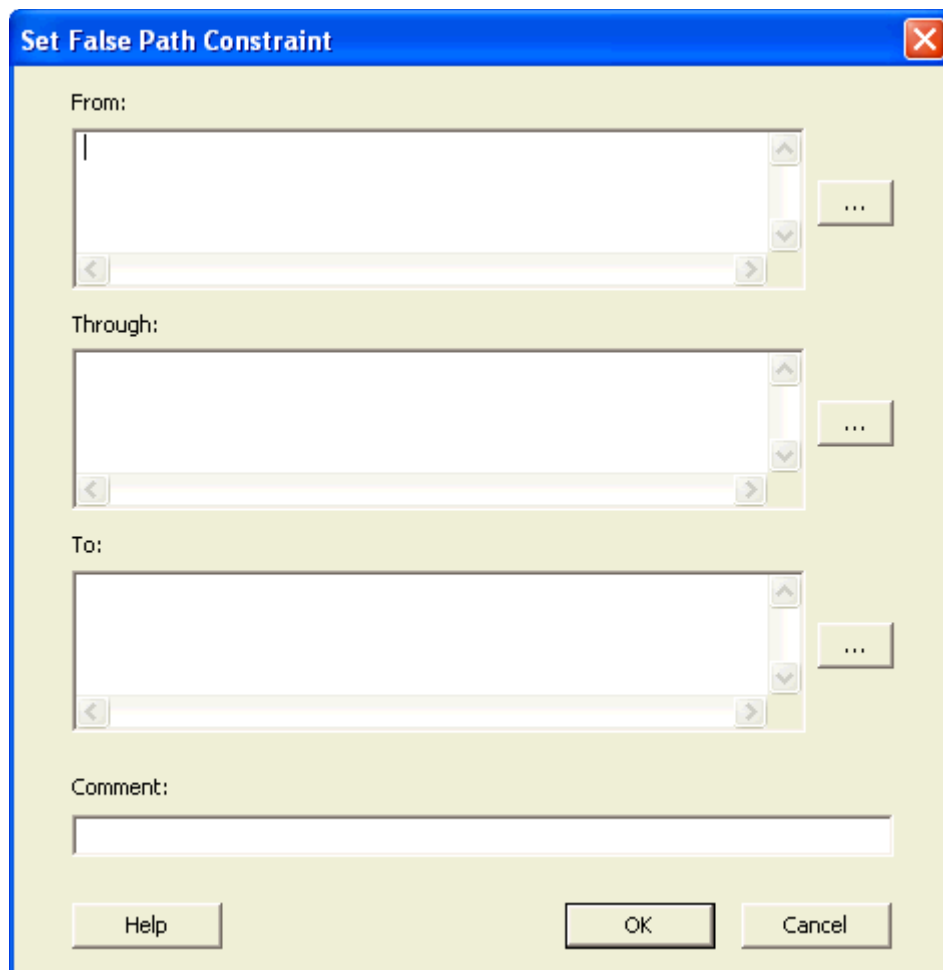 Set False Path Constraint
From:
...
Through:
...
To:
...
Comment:
Help OK Cancel